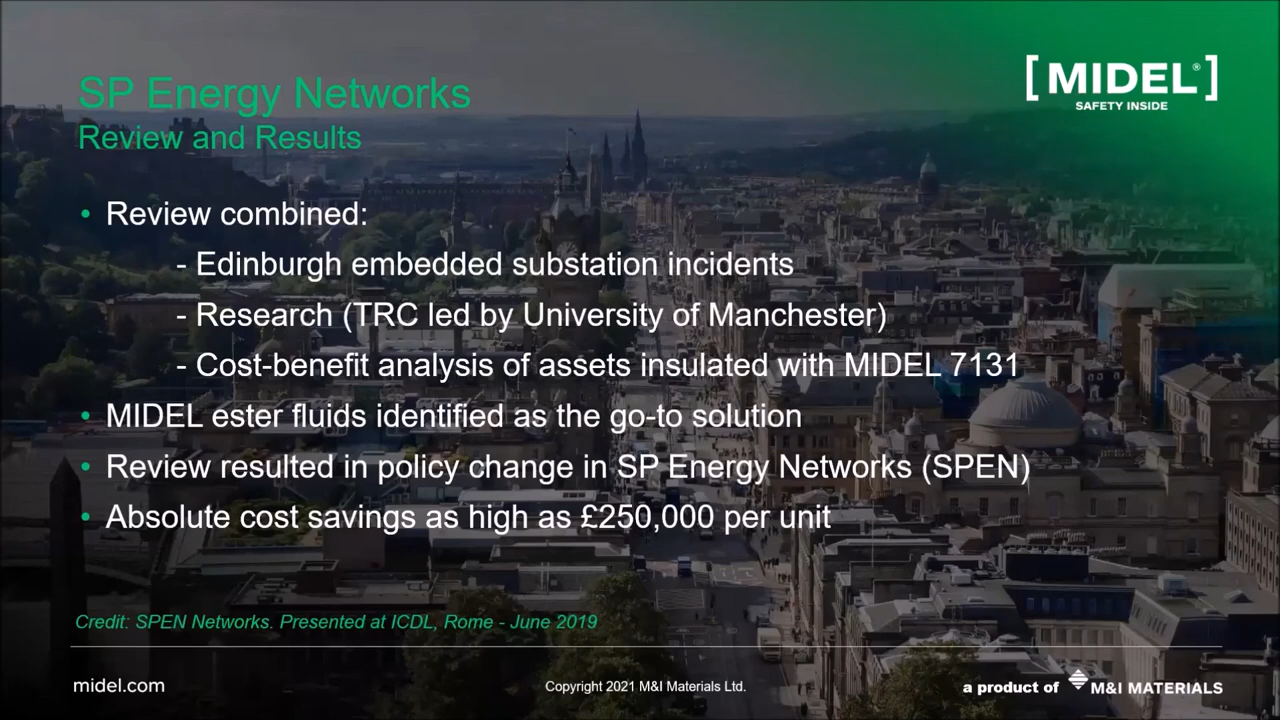 SP Energy Networks
Review and Results
[MIDEL®]
SAFETY INSIDE
• Review combined:
- Edinburgh embedded substation incidents
- Research (TRC led by University of Manchester)
- Cost-benefit analysis of assets insulated with MIDEL 7131
• MIDEL ester fluids identified as the go-to solution
• Review resulted in policy change in SP Energy Networks (SPEN)
• Absolute cost savings as high as £250,000 per unit
Credit: SPEN Networks. Presented at ICDL, Rome - June 2019
midel.com
Copyright 2021 M&I Materials Ltd.
a product of M&I MATERIALS